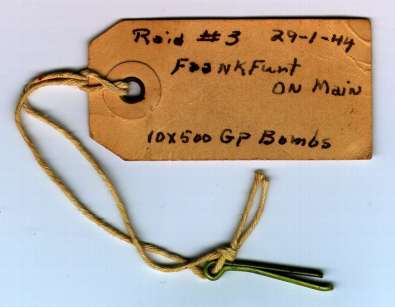 Raid #3 29-1-44
FRANKFurt
ON Main
10X500 GP Bombs